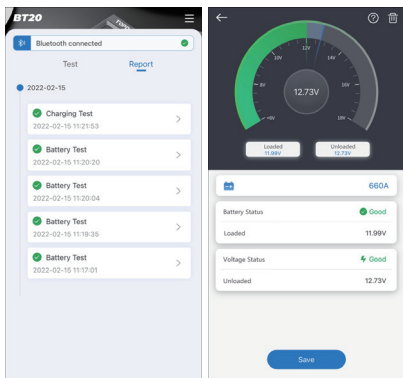 BT20
Bluetooth connected
Test Report
2022-02-15
Charging Test
2022-02-15 11:21:53
Battery Test
2022-02-15 11:20:20
Battery Test
2022-02-15 11:20:04
Battery Test
2022-02-15 11:19:35
Battery Test
2022-02-15 11:17:01
12V
10V 14V
8V 16V
12.73V
<6V 18V
Loaded Unloaded
11.99V 12.73V
660A
Battery Status Good
Loaded 11.99V
Voltage Status Good
Unloaded 12.73V
Save